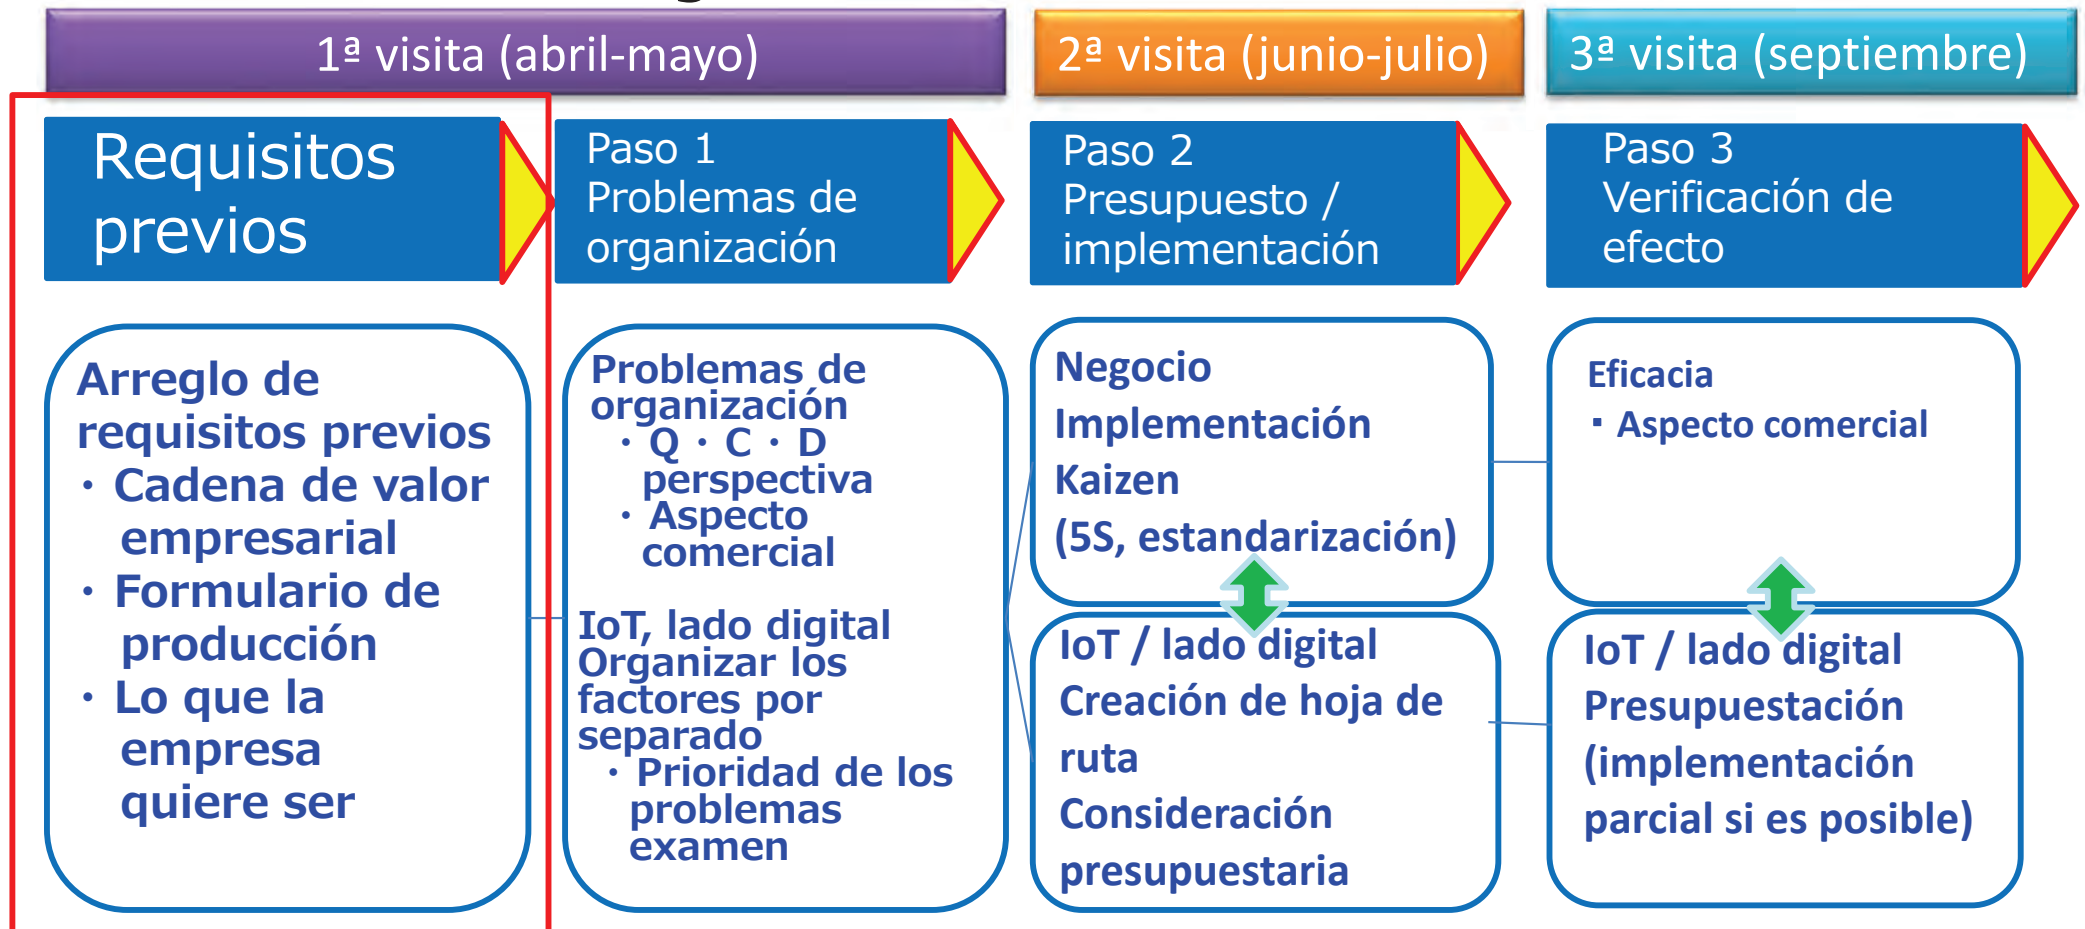 1ª visita (abril-mayo)
2ª visita (junio-julio)
3ª visita (septiembre)
Requisitos
previos
Paso 1
Problemas de
organización
Paso 2
Presupuesto /
implementación
Paso 3
Verificación de
efecto
Arreglo de
requisitos previos
・Cadena de valor
empresarial
・Formulario de
producción
・Lo que la
empresa
quiere ser
Problemas de
organización
・Q・C・D
perspectiva
・Aspecto
comercial
IoT, lado digital
Organizar los
factores por
separado
・Prioridad de los
problemas
examen
Negocio
Implementación
Kaizen
(5S, estandarización)
IoT / lado digital
Creación de hoja de
ruta
Consideración
presupuestaria
Eficacia
▪ Aspecto comercial
IoT / lado digital
Presupuestación
(implementación
parcial si es posible)